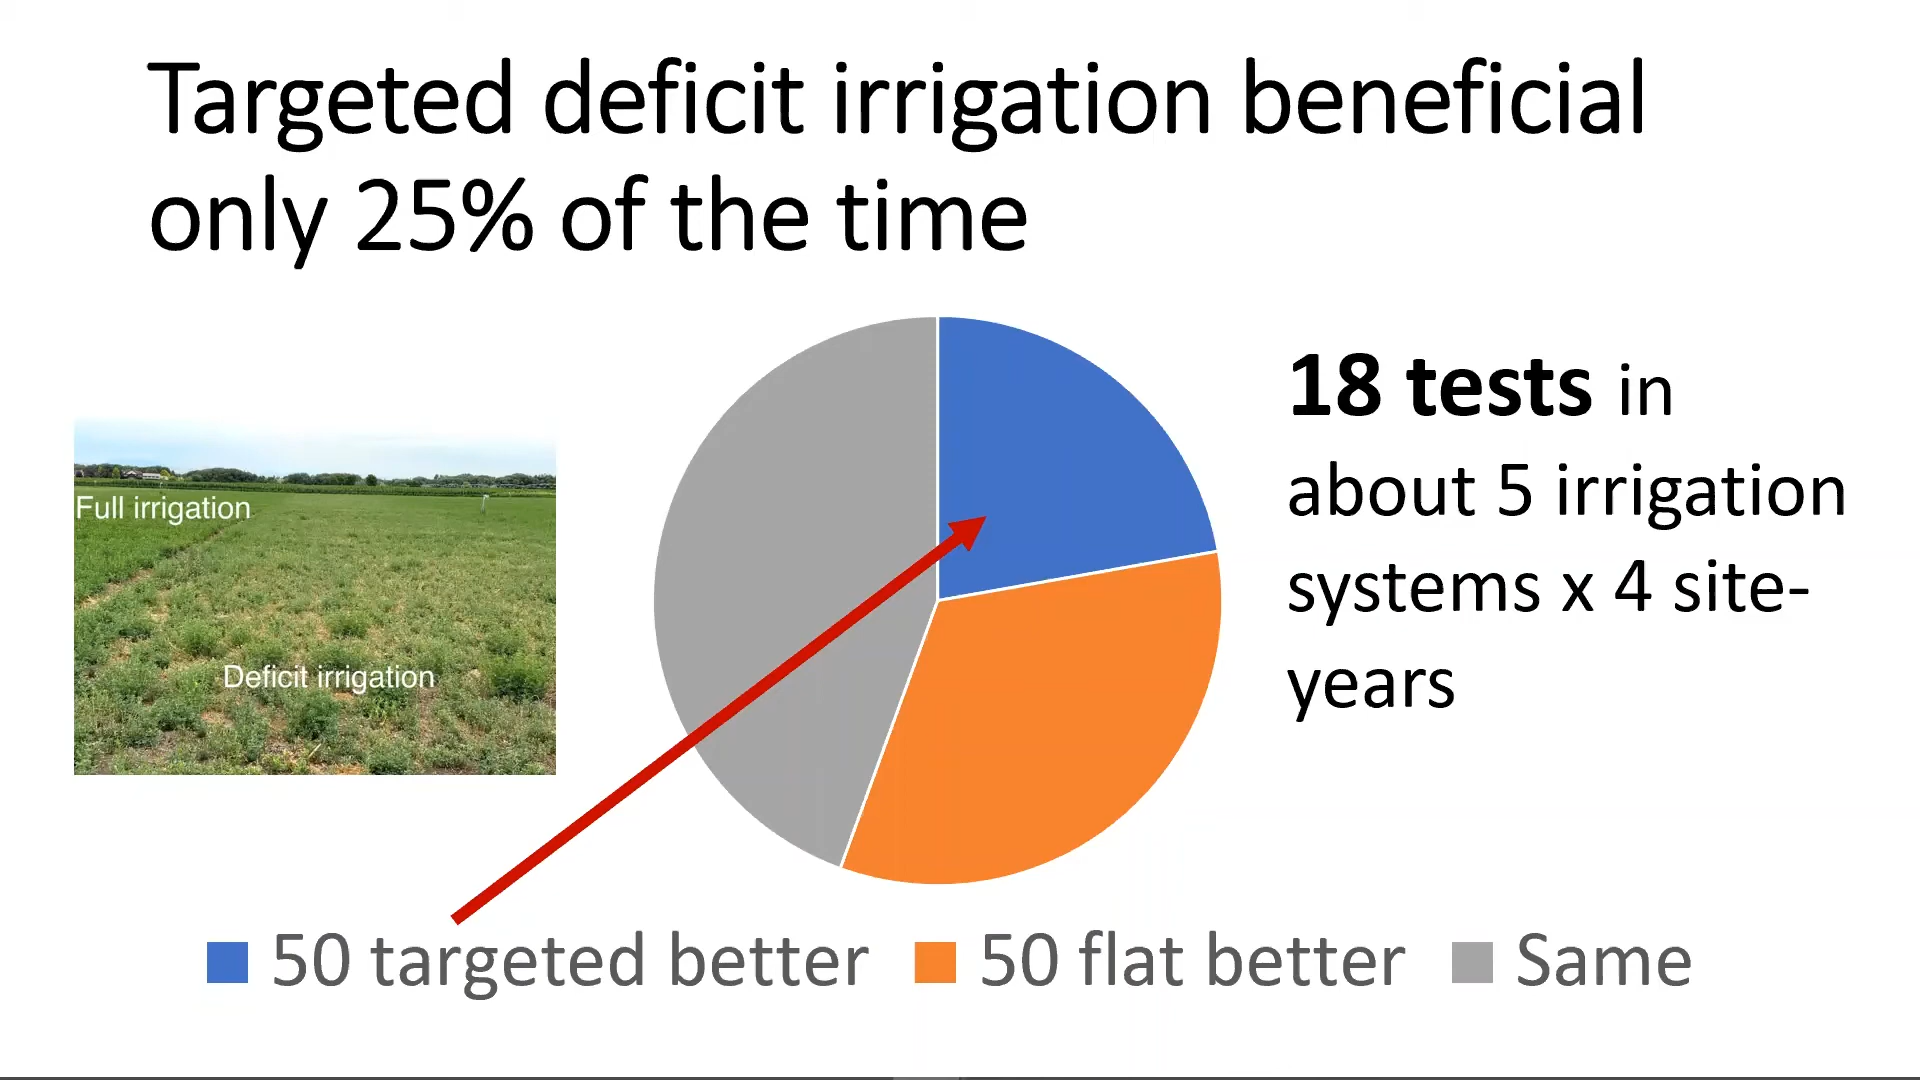 Targeted deficit irrigation beneficial
only 25% of the time
18 tests in
about 5 irrigation
systems x 4 site-
years
Full irrigation
Deficit irrigation
50 targeted better
50 flat better
Same